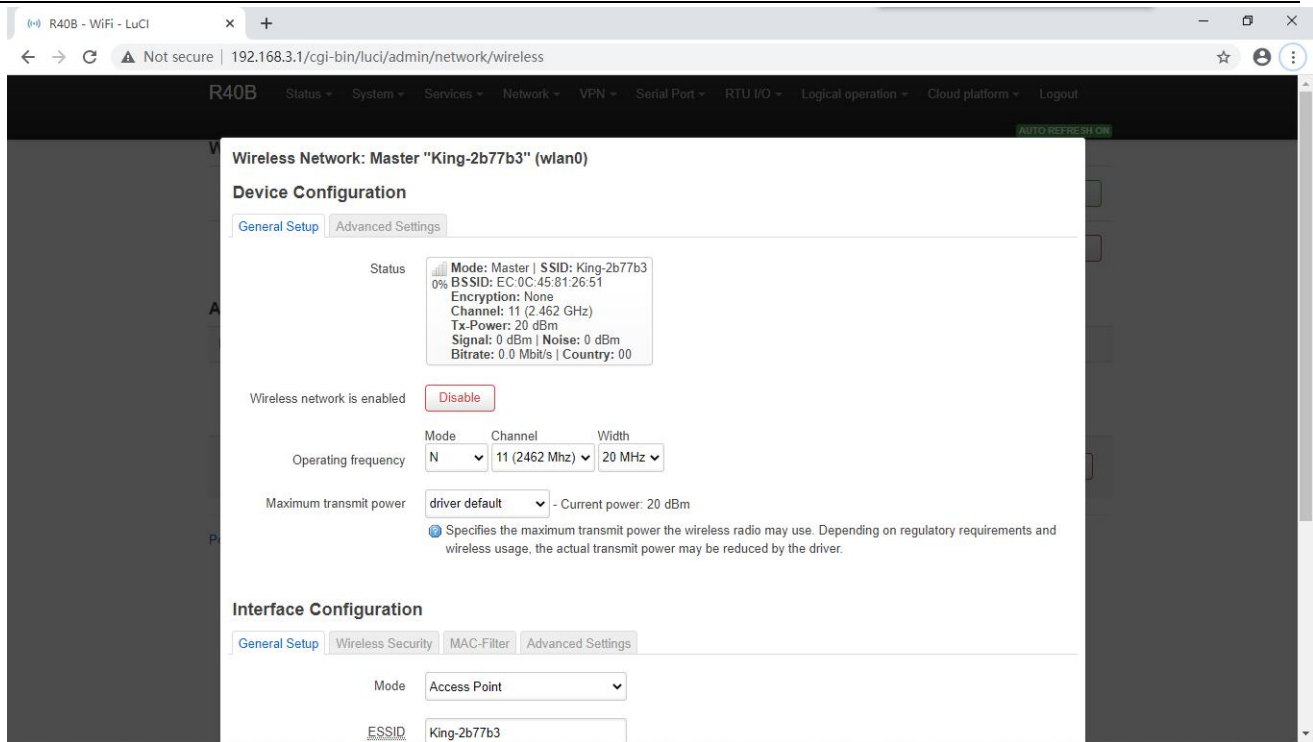 R40B - WiFi - LuCI
Not secure | 192.168.3.1/cgi-bin/luci/admin/network/wireless
R40B Status System Services Network VPN Serial Port RTU I/O Logical operation Cloud platform Logout
AUTO REFRESH ON
Wireless Network: Master "King-2b77b3" (wlan0)
Device Configuration
General Setup Advanced Settings
Status
Mode: Master | SSID: King-2b77b3
0% BSSID: EC:0C:45:81:26:51
Encryption: None
Channel: 11 (2.462 GHz)
Tx-Power: 20 dBm
Signal: 0 dBm | Noise: 0 dBm
Bitrate: 0.0 Mbit/s | Country: 00
Wireless network is enabled Disable
Mode Channel Width
Operating frequency N 11 (2462 Mhz) 20 MHz
Maximum transmit power driver default - Current power: 20 dBm
Specifies the maximum transmit power the wireless radio may use. Depending on regulatory requirements and
wireless usage, the actual transmit power may be reduced by the driver.
Interface Configuration
General Setup Wireless Security MAC-Filter Advanced Settings
Mode Access Point
ESSID King-2b77b3